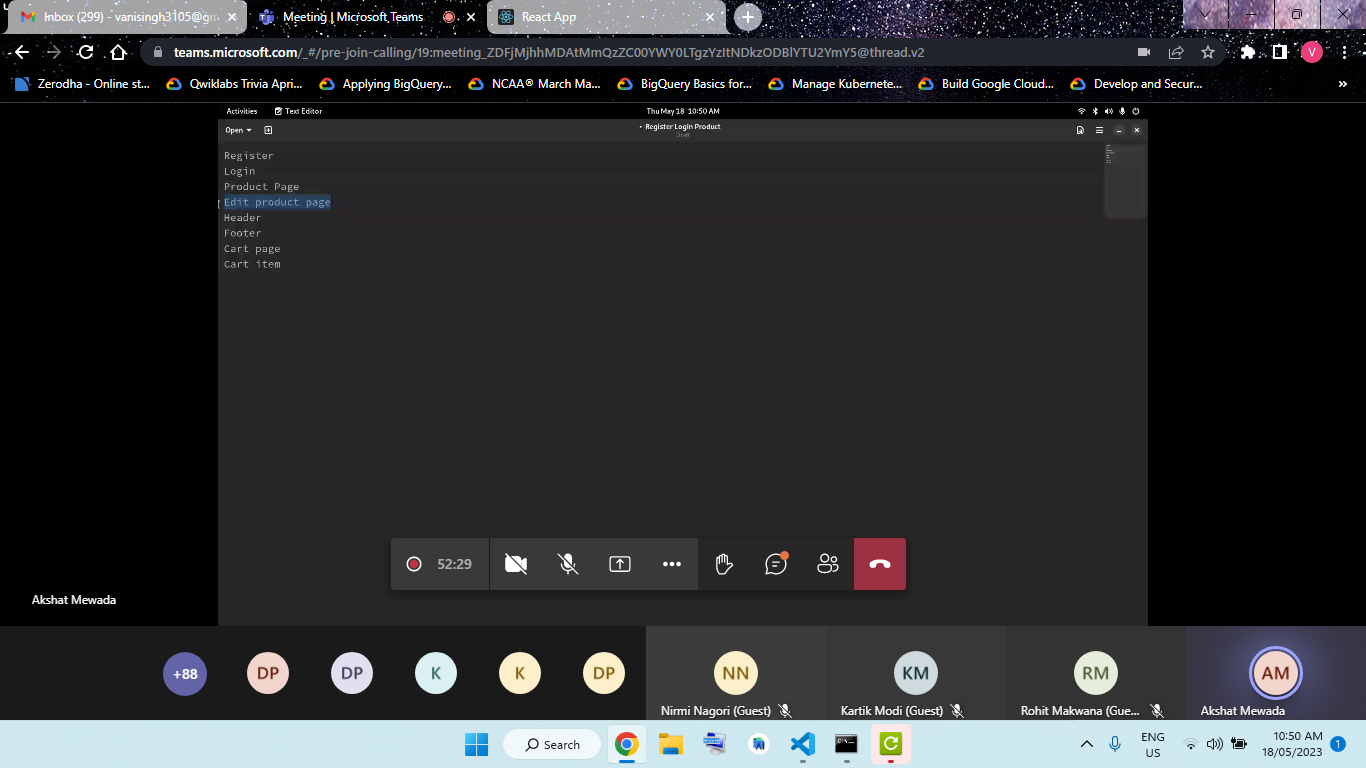 Inbox (299) - vanisingh3105@gm
Meeting | Microsoft Teams
React App
teams.microsoft.com/_#/pre-join-calling/19:meeting_ZDFjMjhhMDAtMmQzZC00YWY0LTgzYzItNDkzODBlYTU2YmY5@thread.v2
V
Zerodha - Online st...
Qwiklabs Trivia Apri...
Applying BigQuery...
NCAA® March Ma...
BigQuery Basics for...
Manage Kubernete...
Build Google Cloud...
Develop and Secur...
»
Activities
Text Editor
Thu May 18 10:50 AM
Open
• Register Login Product
Draft
Register
Login
Product Page
Edit product page
Header
Footer
Cart page
Cart item
52:29
Akshat Mewada
+88
DP
DP
K
K
DP
NN
KM
RM
AM
Nirmi Nagori (Guest)
Kartik Modi (Guest)
Rohit Makwana (Gue...
Akshat Mewada
Search
ENG
US
10:50 AM
18/05/2023
1